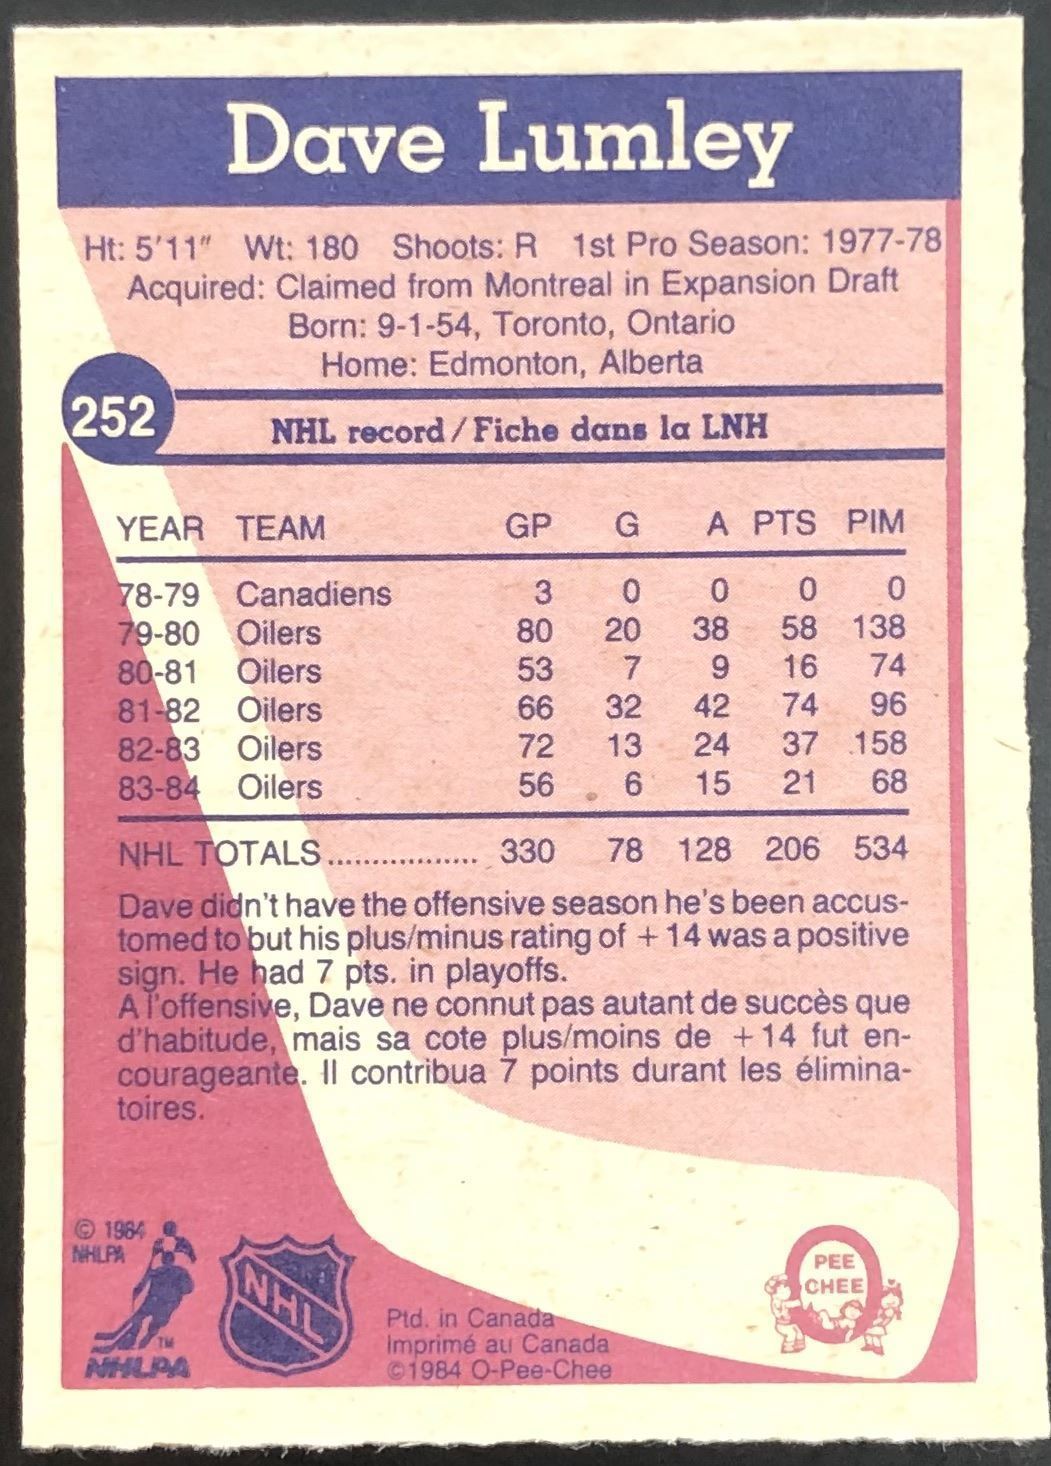 Dave Lumley
Ht: 5'11" Wt: 180 Shoots: R 1st Pro Season: 1977-78
Acquired: Claimed from Montreal in Expansion Draft
Born: 9-1-54, Toronto, Ontario
Home: Edmonton, Alberta
252
NHL record / Fiche dans la LNH
YEAR TEAM GP G A PTS PIM
78-79 Canadiens 3 0 0 0 0
79-80 Oilers 80 20 38 58 138
80-81 Oilers 53 7 9 16 74
81-82 Oilers 66 32 42 74 96
82-83 Oilers 72 13 24 37 158
83-84 Oilers 56 6 15 21 68
NHL TOTALS................. 330 78 128 206 534
Dave didn't have the offensive season he's been accus-
tomed to but his plus/minus rating of +14 was a positive
sign. He had 7 pts. in playoffs.
A l'offensive, Dave ne connut pas autant de succès que
d'habitude, mais sa cote plus/moins de +14 fut en-
courageante. Il contribua 7 points durant les élimina-
toires.
© 1984
NHLPA
TM
NHLPA
NHL
Ptd. in Canada
Imprimé au Canada
©1984 O-Pee-Chee
PEE
CHEE